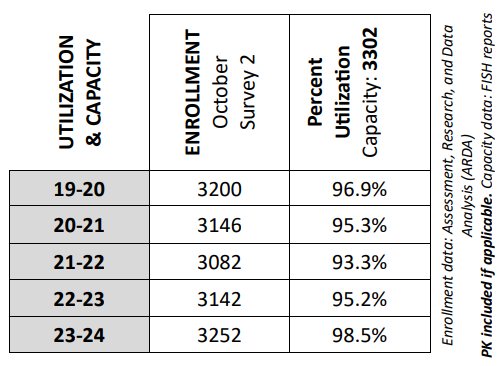 UTILIZATION
& CAPACITY
ENROLLMENT
October
Survey 2
Percent
Utilization
Capacity: 3302
19-20 3200 96.9%
20-21 3146 95.3%
21-22 3082 93.3%
22-23 3142 95.2%
23-24 3252 98.5%
Enrollment data: Assessment, Research, and Data
Analysis (ARDA)
PK included if applicable. Capacity data: FISH reports